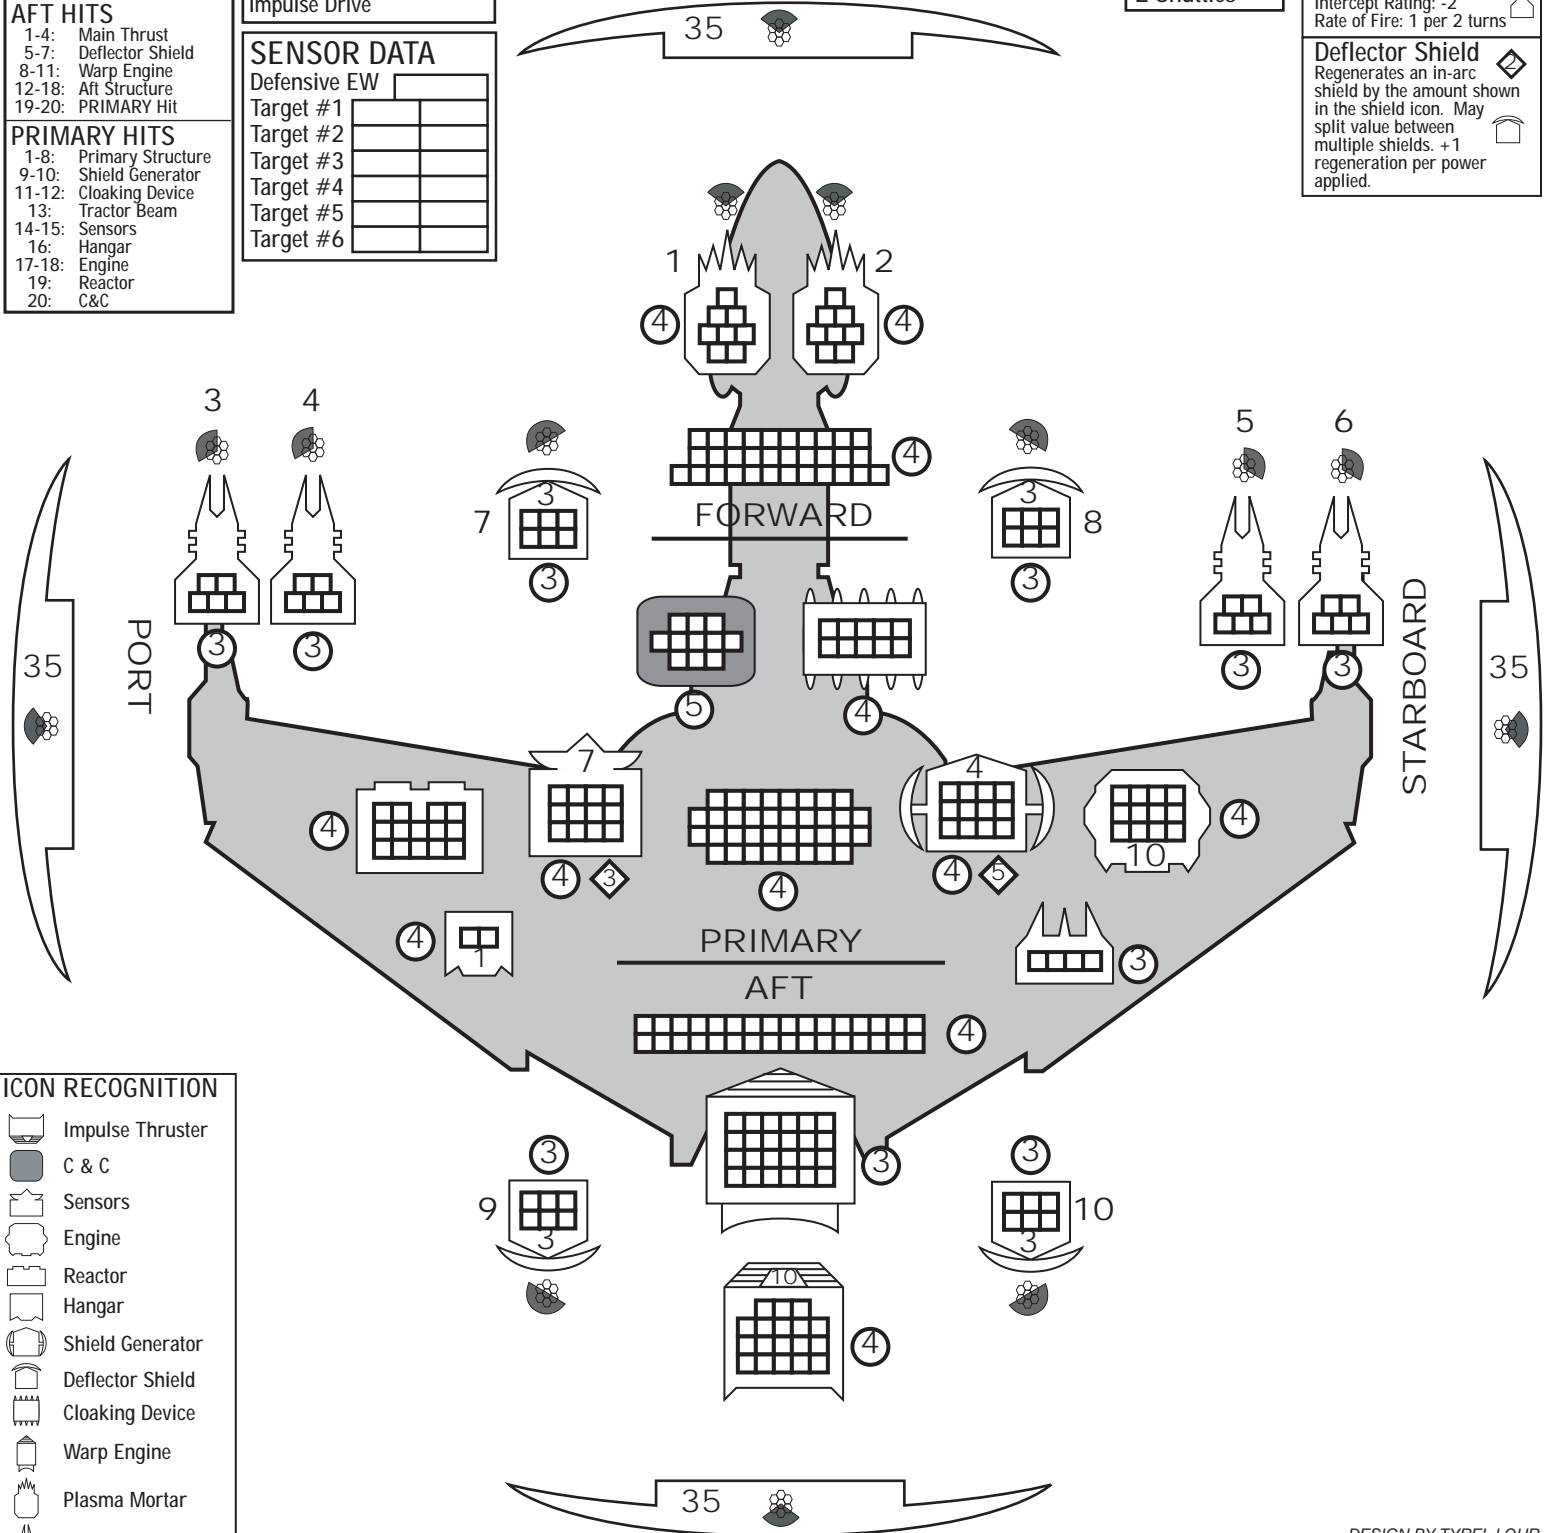 AFT HITS
1-4: Main Thrust
5-7: Deflector Shield
8-11: Warp Engine
12-18: Aft Structure
19-20: PRIMARY Hit
PRIMARY HITS
1-8: Primary Structure
9-10: Shield Generator
11-12: Cloaking Device
13: Tractor Beam
14-15: Sensors
16: Hangar
17-18: Engine
19: Reactor
20: C&C
Impulse Drive
SENSOR DATA
Defensive EW
Target #1
Target #2
Target #3
Target #4
Target #5
Target #6
35
2 Shuttles
Intercept Rating: -2
Rate of Fire: 1 per 2 turns
Deflector Shield
2
Regenerates an in-arc
shield by the amount shown
in the shield icon. May
split value between
multiple shields. +1
regeneration per power
applied.
1
2
4
4
3
4
5
6
4
7
3
3
8
FORWARD
3
3
3
3
3
3
35
PORT
STARBOARD
35
5
4
7
4
4
4
10
4
3
4
4
5
4
1
PRIMARY
3
AFT
4
3
3
3
9
3
3
10
10
4
35
ICON RECOGNITION
Impulse Thruster
C & C
Sensors
Engine
Reactor
Hangar
Shield Generator
Deflector Shield
Cloaking Device
Warp Engine
Plasma Mortar